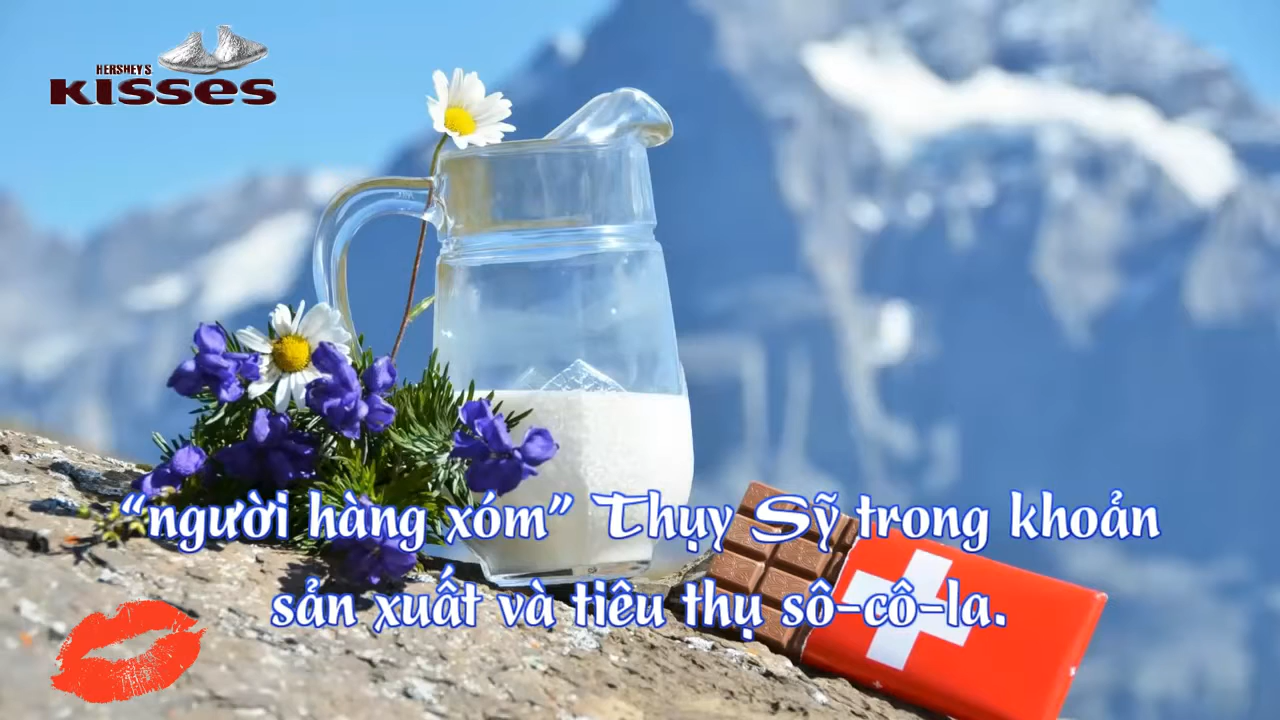 HERSHEY'S
KISSES
“người hàng xóm” Thụy Sỹ trong khoản
sản xuất và tiêu thụ sô-cô-la.